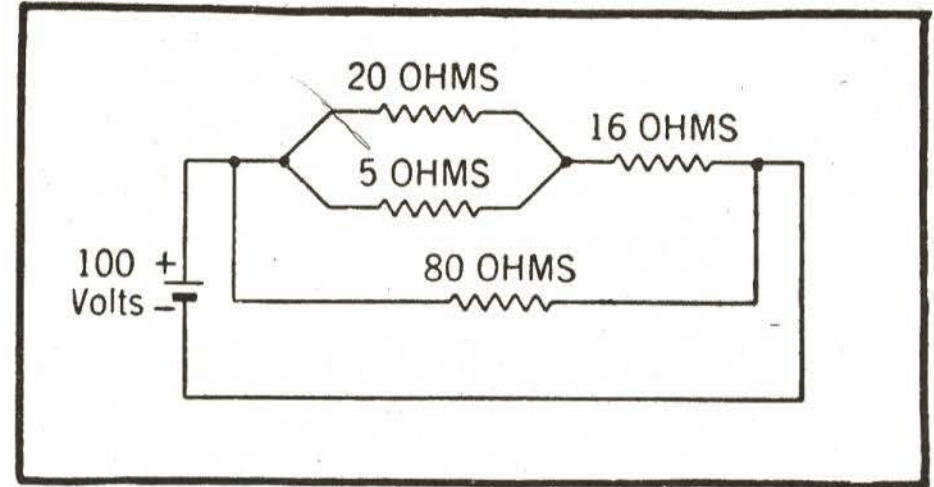 20 OHMS
16 OHMS
5 OHMS
100 +
Volts –
80 OHMS